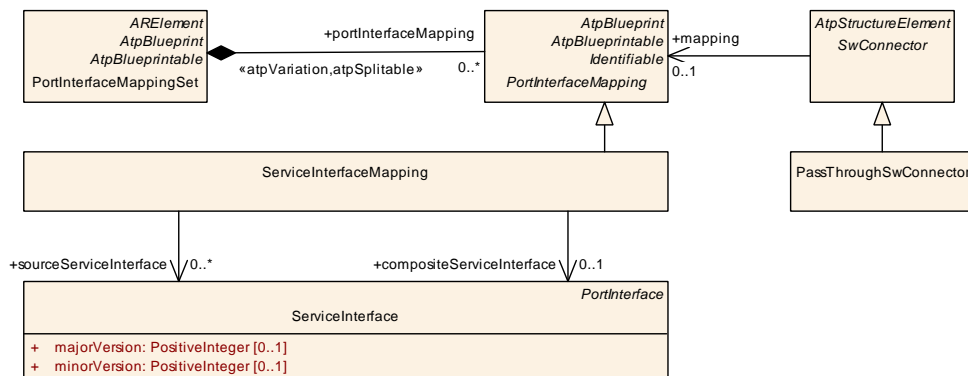 ARElement
AtpBlueprint
AtpBlueprintable
PortInterfaceMappingSet
+portInterfaceMapping
«atpVariation,atpSplitable»
0..*
AtpBlueprint
AtpBlueprintable
Identifiable
PortInterfaceMapping
+mapping
0..1
AtpStructureElement
SwConnector
ServiceInterfaceMapping
PassThroughSwConnector
+sourceServiceInterface
0..*
+compositeServiceInterface
0..1
PortInterface
ServiceInterface
+ majorVersion: PositiveInteger [0..1]
+ minorVersion: PositiveInteger [0..1]